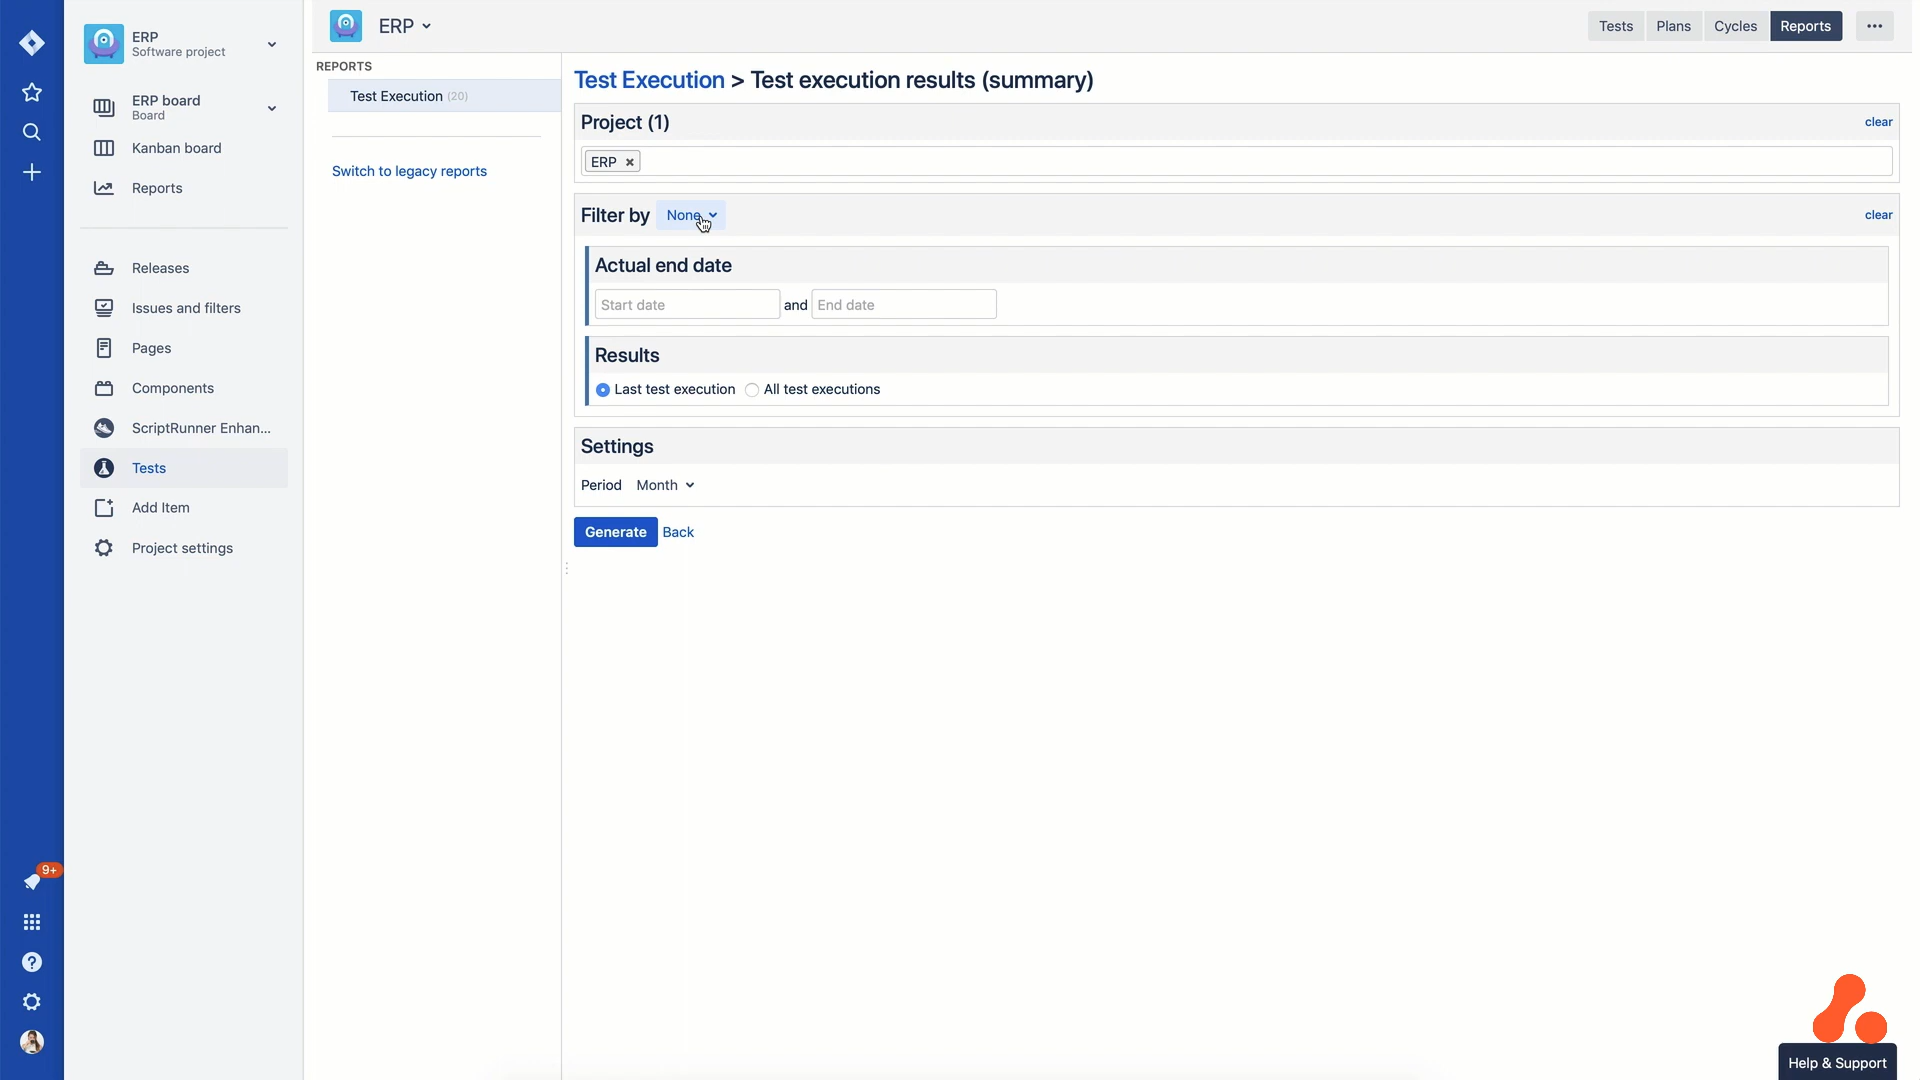 ERP
Software project
ERP board
Board
Kanban board
Reports
Releases
Issues and filters
Pages
Components
ScriptRunner Enhan...
Tests
Add Item
Project settings
9+
ERP
Tests
Plans
Cycles
Reports
REPORTS
Test Execution (20)
Switch to legacy reports
Test Execution > Test execution results (summary)
Project (1)
clear
ERP
Filter by None
clear
Actual end date
Start date and End date
Results
Last test execution All test executions
Settings
Period Month
Generate Back
Help & Support